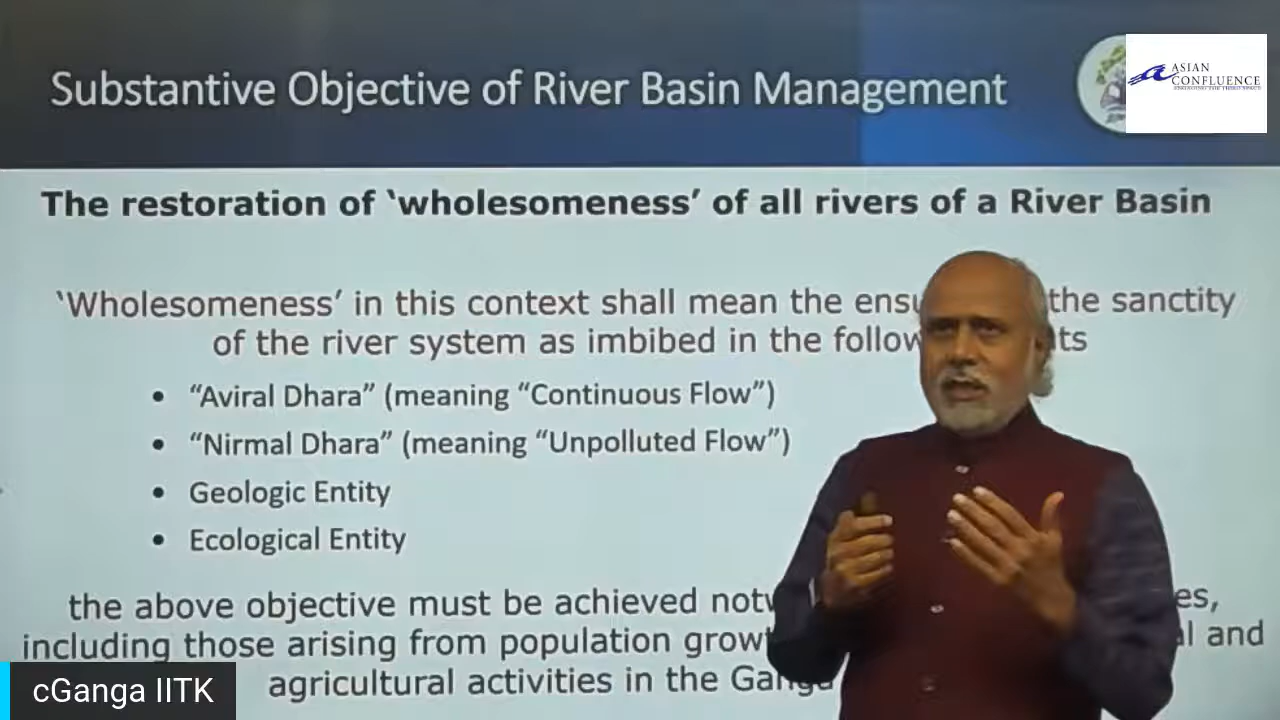 Substantive Objective of River Basin Management
ASIAN
CONFLUENCE
The restoration of ‘wholesomeness’ of all rivers of a River Basin
‘Wholesomeness’ in this context shall mean the ensu the sanctity
of the river system as imbibed in the follow ts
• “Aviral Dhara” (meaning “Continuous Flow”)
• “Nirmal Dhara” (meaning “Unpolluted Flow”)
• Geologic Entity
• Ecological Entity
the above objective must be achieved notw es,
including those arising from population growt l and
agricultural activities in the Ganga
cGanga IITK